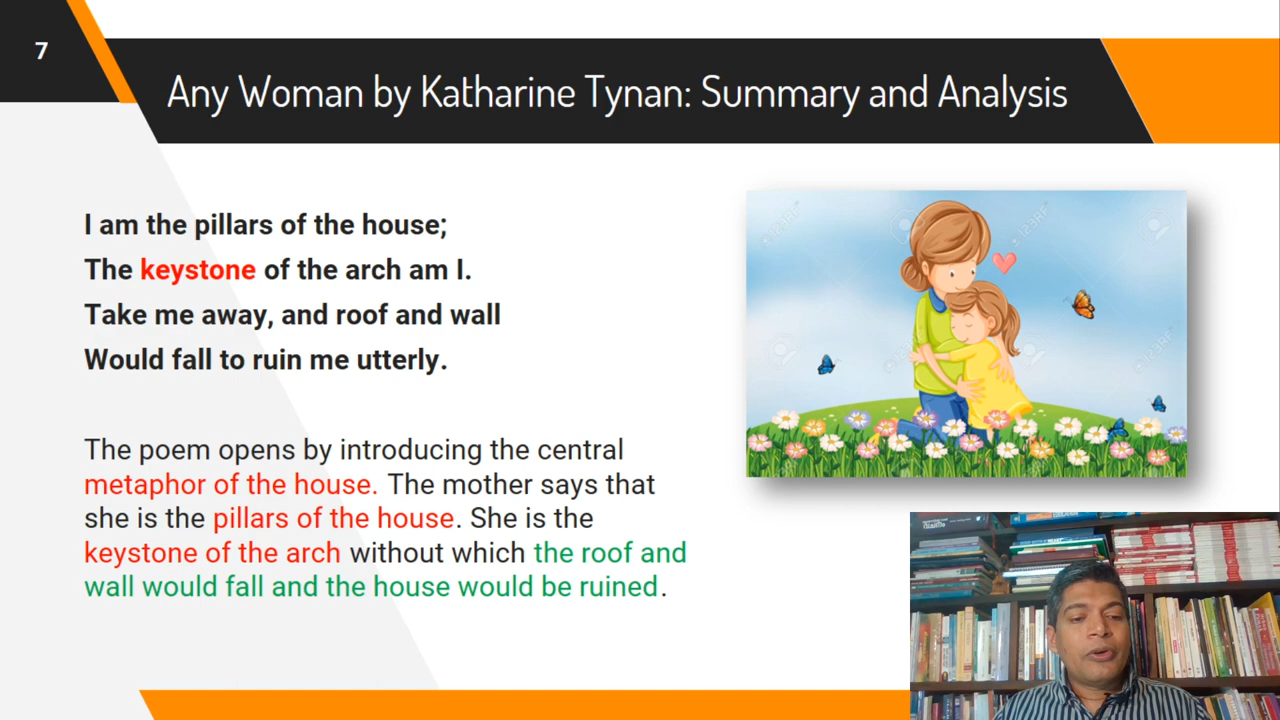 7
Any Woman by Katharine Tynan: Summary and Analysis
I am the pillars of the house;
The keystone of the arch am I.
Take me away, and roof and wall
Would fall to ruin me utterly.
The poem opens by introducing the central
metaphor of the house. The mother says that
she is the pillars of the house. She is the
keystone of the arch without which the roof and
wall would fall and the house would be ruined.